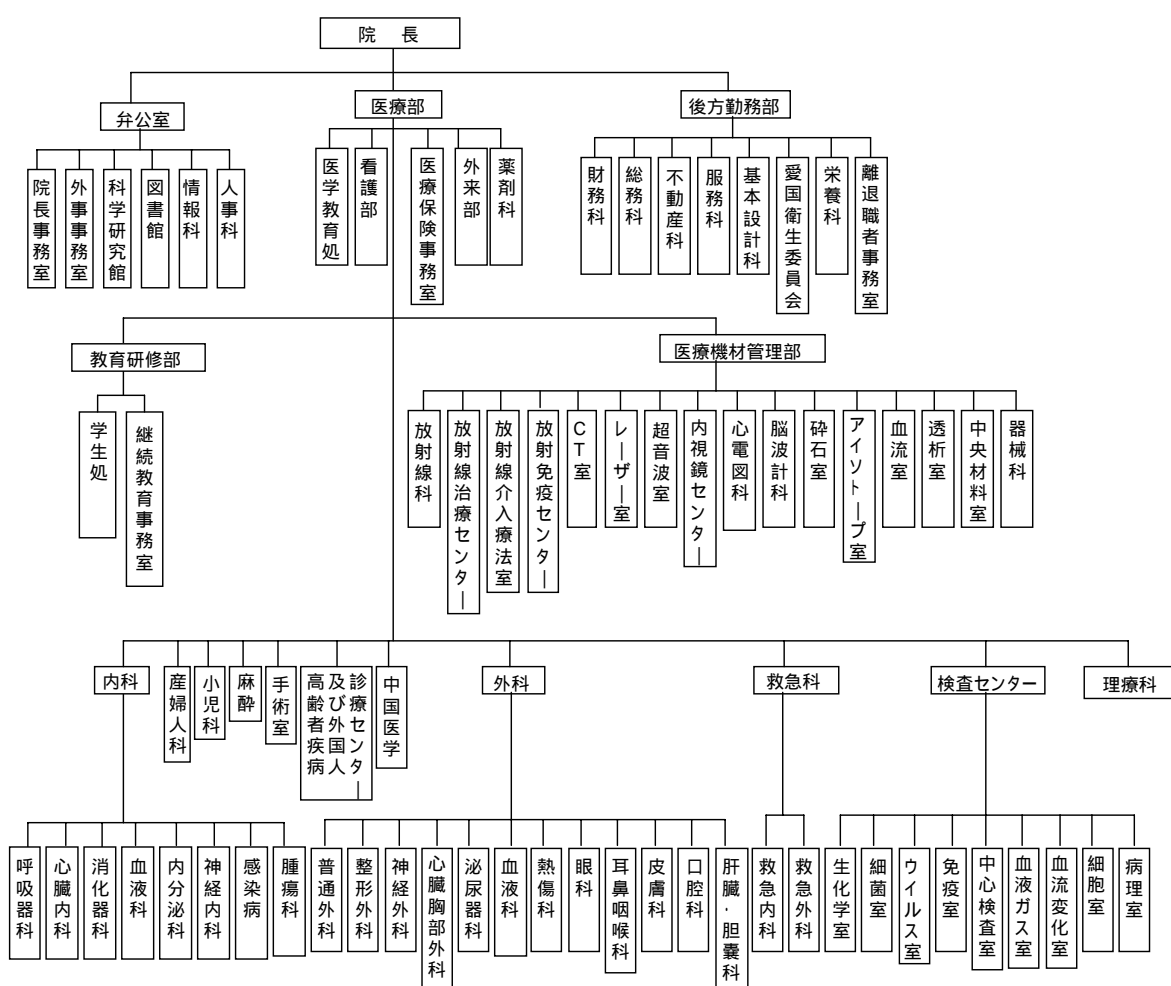 院　長
弁公室
医療部
後方勤務部
院長事務室
外事事務室
科学研究館
図書館
情報科
人事科
医学教育処
看護部
医療保険事務室
外来部
薬剤科
財務科
総務科
不動産科
服務科
基本設計科
愛国衛生委員会
栄養科
離退職者事務室
教育研修部
医療機材管理部
学生処
継続教育事務室
放射線科
放射線治療センター
放射線介入療法室
放射免疫センター
CT室
レーザー室
超音波室
内視鏡センター
心電図科
脳波計科
砕石室
アイソトープ室
血流室
透析室
中央材料室
器械科
内科
産婦人科
小児科
麻酔
手術室
高齢者疾病
及び外国人
診療センター
中国医学
外科
救急科
検査センター
理療科
呼吸器科
心臓内科
消化器科
血液科
内分泌科
神経内科
感染病
腫瘍科
普通外科
整形外科
神経外科
心臓胸部外科
泌尿器科
血液科
熱傷科
眼科
耳鼻咽喉科
皮膚科
口腔科
肝臓・胆嚢科
救急内科
救急外科
生化学室
細菌室
ウイルス室
免疫室
中心検査室
血液ガス室
血流変化室
細胞室
病理室